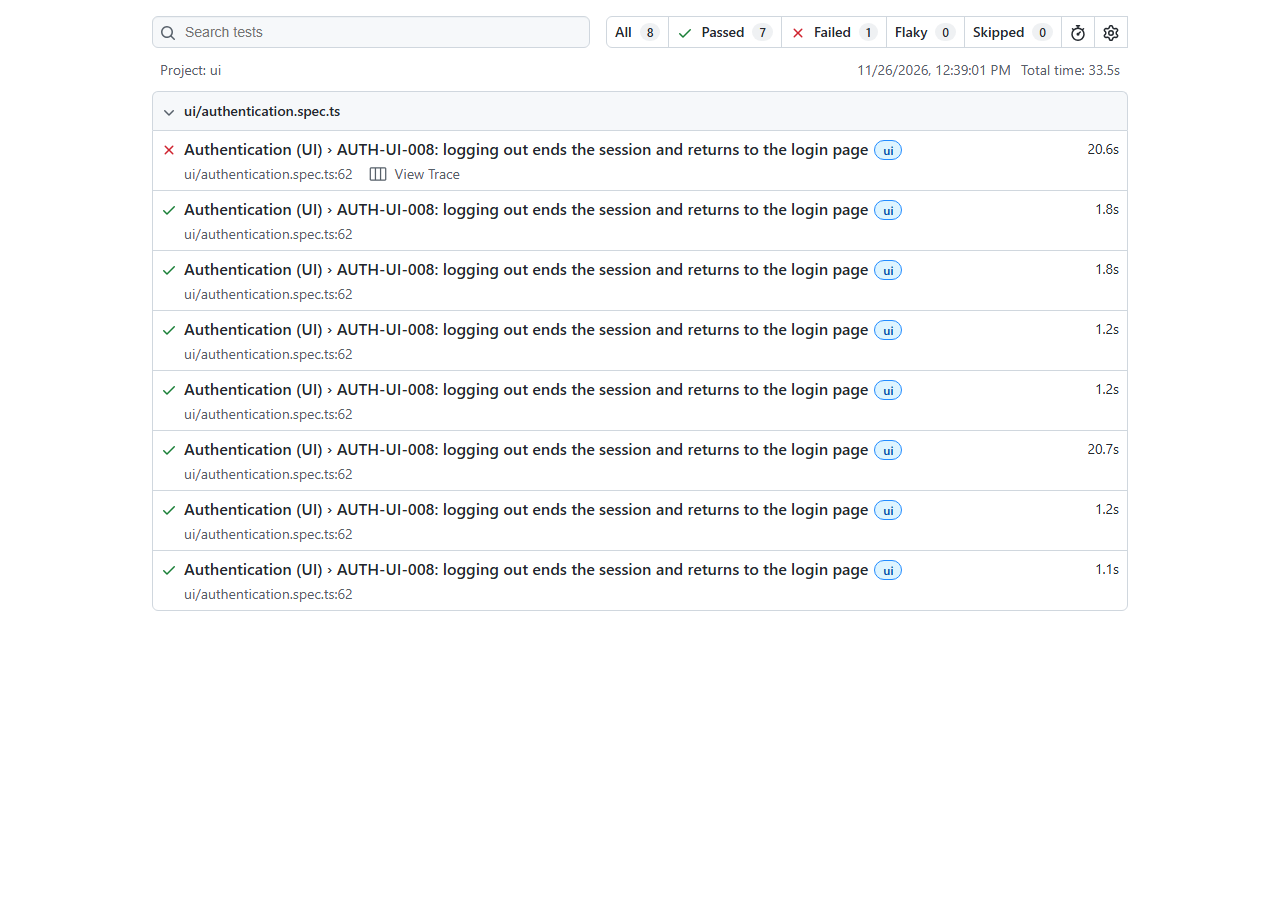 Search tests
All 8 Passed 7 Failed 1 Flaky 0 Skipped 0
Project: ui
11/26/2026, 12:39:01 PM Total time: 33.5s
ui/authentication.spec.ts
Authentication (UI) › AUTH-UI-008: logging out ends the session and returns to the login page ui 20.6s
ui/authentication.spec.ts:62 View Trace
Authentication (UI) › AUTH-UI-008: logging out ends the session and returns to the login page ui 1.8s
ui/authentication.spec.ts:62
Authentication (UI) › AUTH-UI-008: logging out ends the session and returns to the login page ui 1.8s
ui/authentication.spec.ts:62
Authentication (UI) › AUTH-UI-008: logging out ends the session and returns to the login page ui 1.2s
ui/authentication.spec.ts:62
Authentication (UI) › AUTH-UI-008: logging out ends the session and returns to the login page ui 1.2s
ui/authentication.spec.ts:62
Authentication (UI) › AUTH-UI-008: logging out ends the session and returns to the login page ui 20.7s
ui/authentication.spec.ts:62
Authentication (UI) › AUTH-UI-008: logging out ends the session and returns to the login page ui 1.2s
ui/authentication.spec.ts:62
Authentication (UI) › AUTH-UI-008: logging out ends the session and returns to the login page ui 1.1s
ui/authentication.spec.ts:62